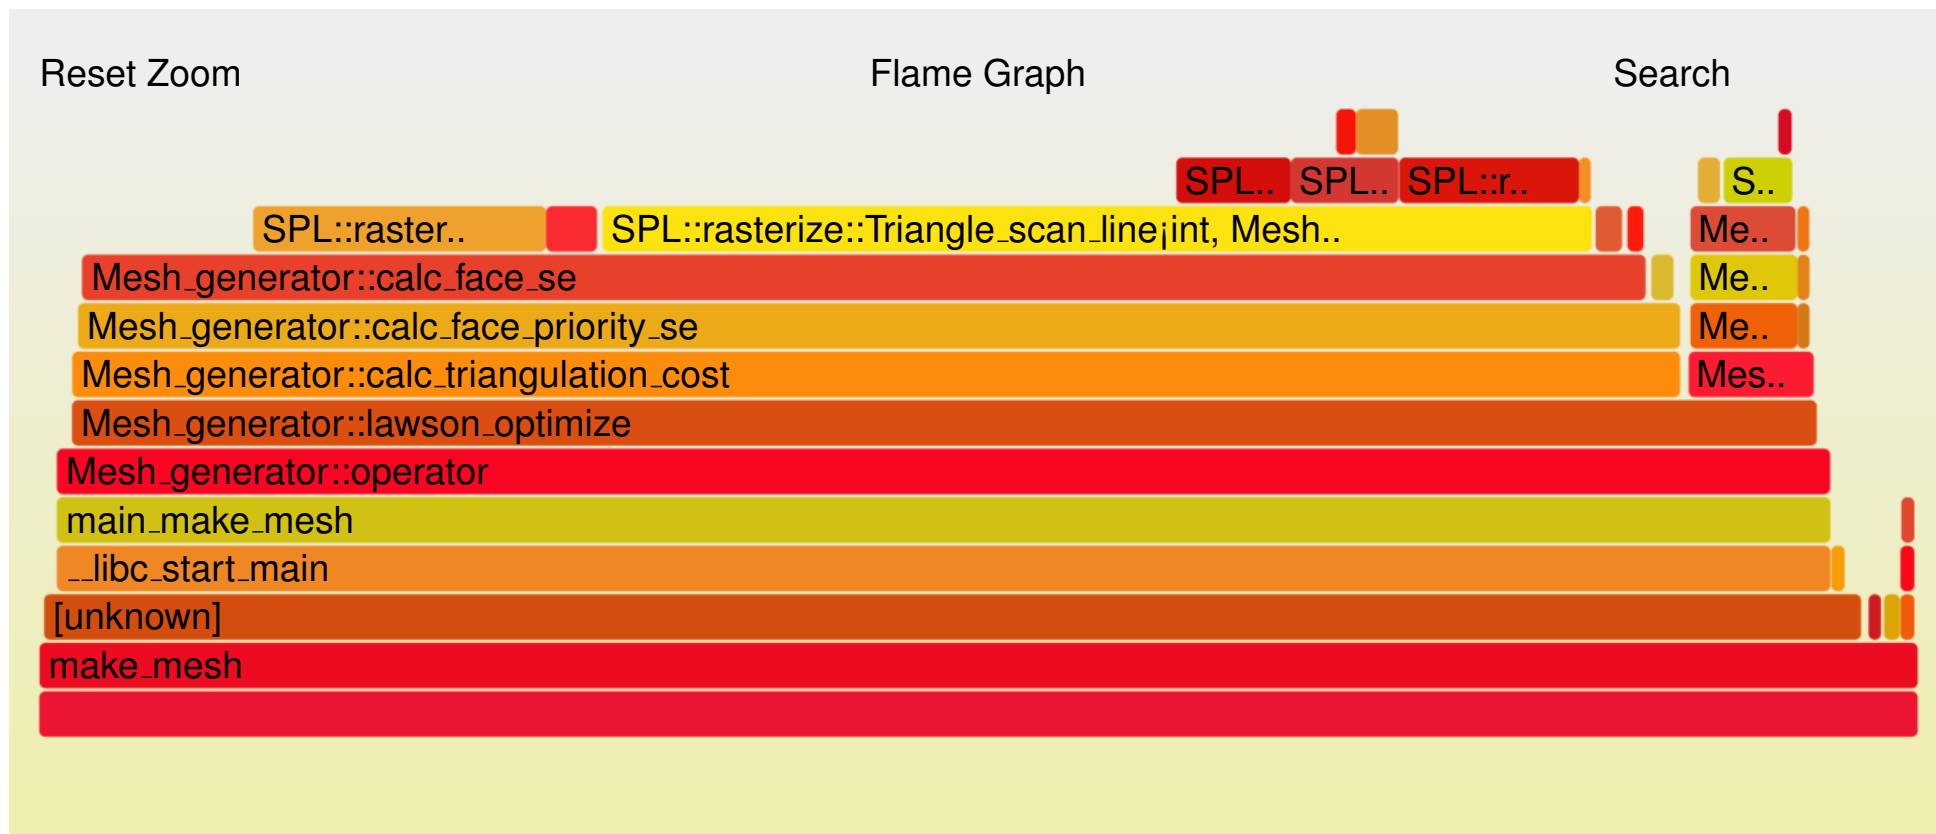 Reset Zoom Flame Graph Search
SPL.. SPL.. SPL::r.. S..
SPL::raster.. SPL::rasterize::Triangle_scan_line¡int, Mesh.. Me..
Mesh_generator::calc_face_se Me..
Mesh_generator::calc_face_priority_se Me..
Mesh_generator::calc_triangulation_cost Mes..
Mesh_generator::lawson_optimize
Mesh_generator::operator
main_make_mesh
__libc_start_main
[unknown]
make_mesh